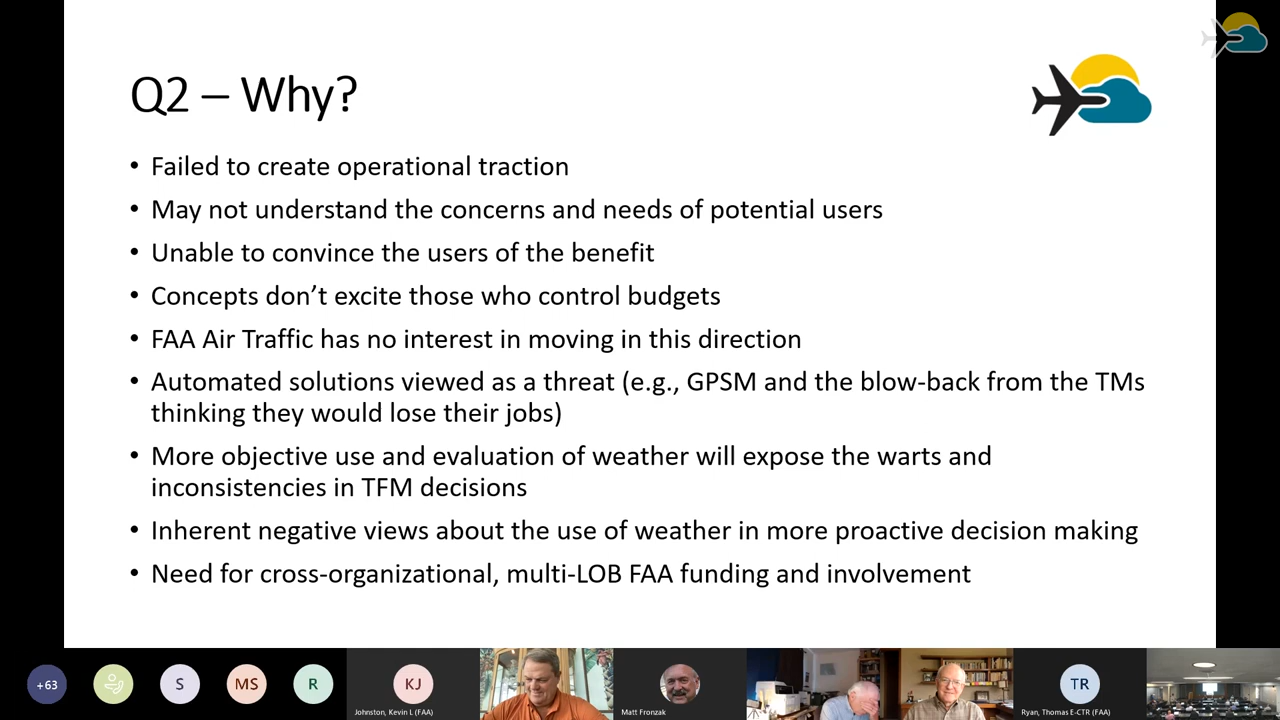 Q2 – Why?
• Failed to create operational traction
• May not understand the concerns and needs of potential users
• Unable to convince the users of the benefit
• Concepts don’t excite those who control budgets
• FAA Air Traffic has no interest in moving in this direction
• Automated solutions viewed as a threat (e.g., GPSM and the blow-back from the TMs
thinking they would lose their jobs)
• More objective use and evaluation of weather will expose the warts and
inconsistencies in TFM decisions
• Inherent negative views about the use of weather in more proactive decision making
• Need for cross-organizational, multi-LOB FAA funding and involvement
+63
S
MS
R
KJ
Johnston, Kevin L (FAA)
Matt Fronzak
TR
Ryan, Thomas E-CTR (FAA)